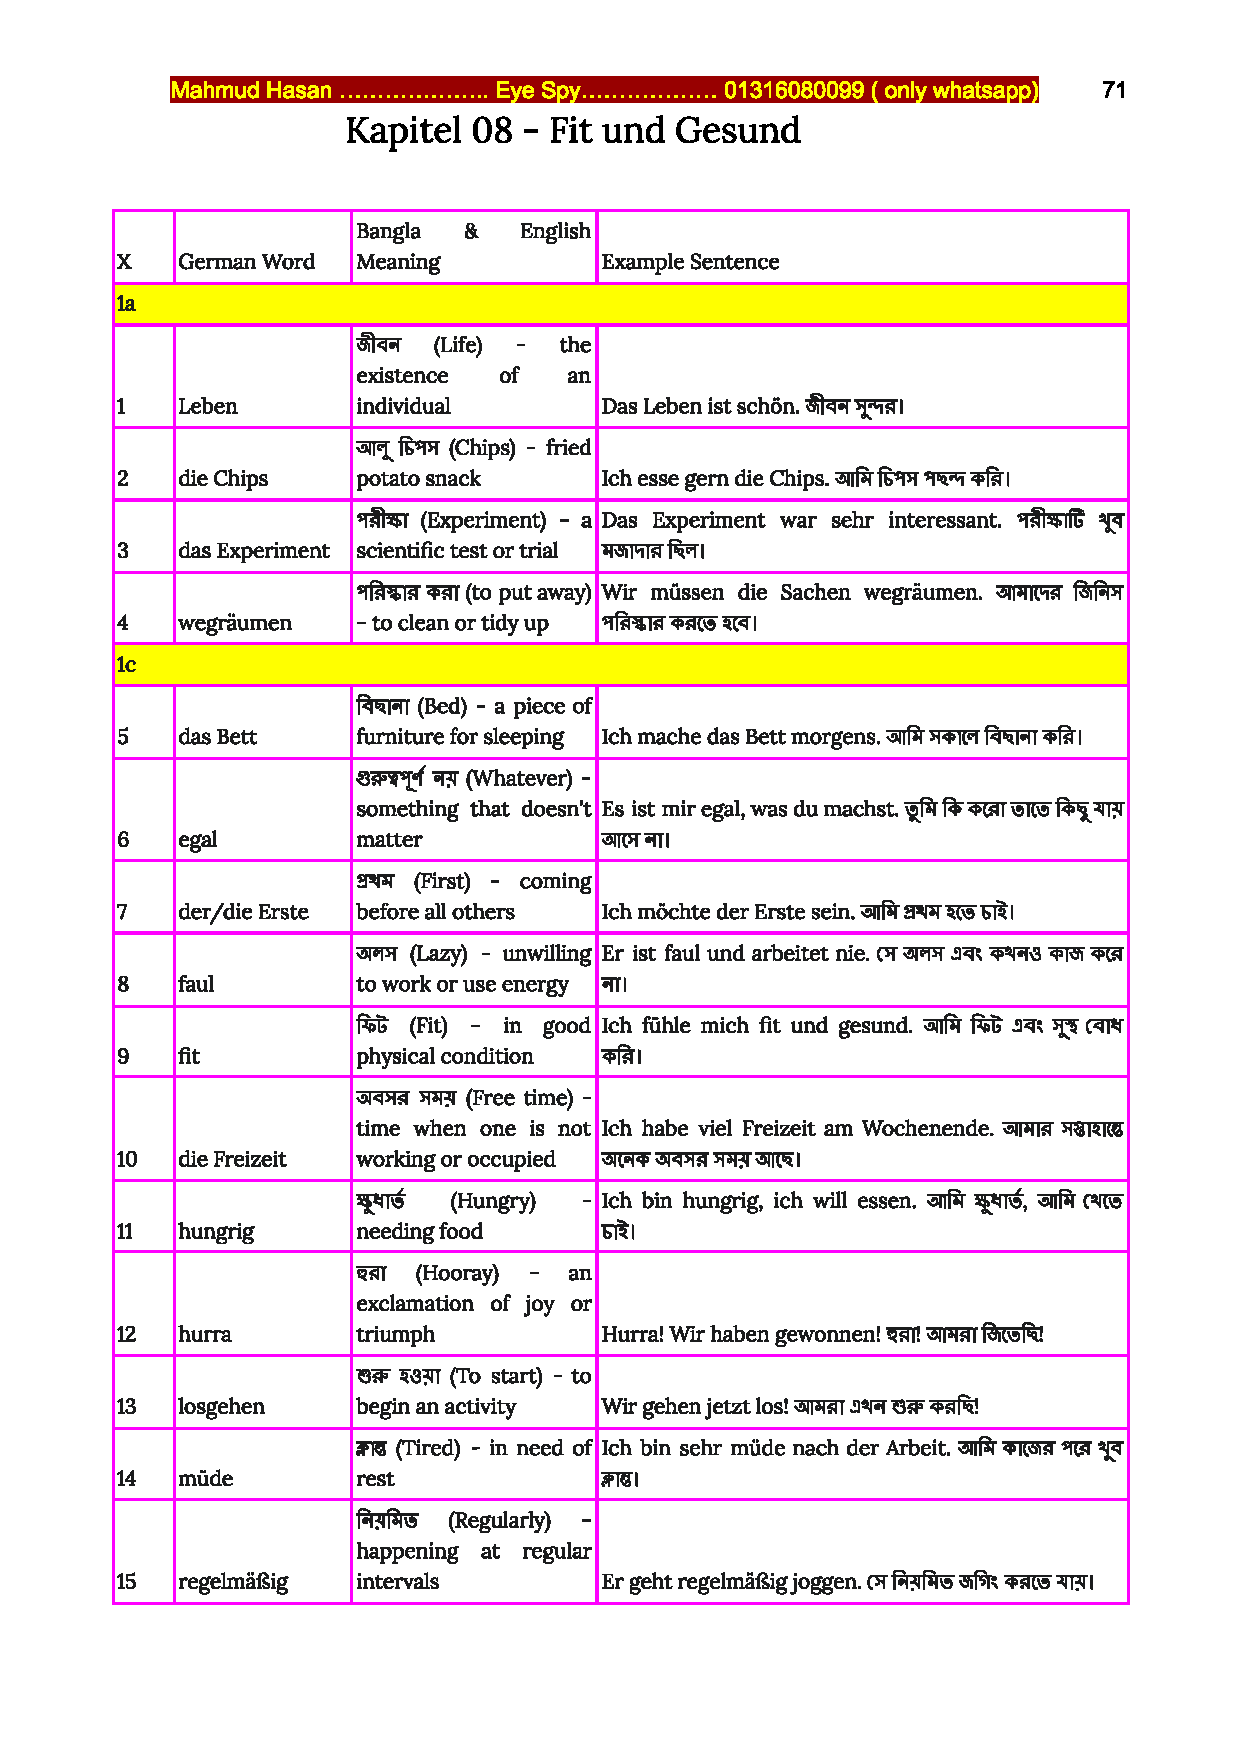 Mahmud Hasan ……………….. Eye Spy……………… 01316080099 ( only whatsapp) 71
Kapitel 08 - Fit und Gesund
Bangla & English
X German Word Meaning Example Sentence
1a
জীবন (Life) - the
existence of an
1 Leben individual Das Leben ist schön. জীবন সুন্দর।
আলু চিপস (Chips) - fried
2 die Chips potato snack Ich esse gern die Chips. আমি চিপস পছন্দ করি।
পরীক্ষা (Experiment) - a Das Experiment war sehr interessant. পরীক্ষাটি খুব
3 das Experiment scientific test or trial মজাদার ছিল।
পরিষ্কার করা (to put away) Wir müssen die Sachen wegräumen. আমাদের জিনিস
4 wegräumen - to clean or tidy up পরিষ্কার করতে হবে।
1c
বিছানা (Bed) - a piece of
5 das Bett furniture for sleeping Ich mache das Bett morgens. আমি সকালে বিছানা করি।
গুরুত্বপূর্ণ নয় (Whatever) -
something that doesn't Es ist mir egal, was du machst. তুমি কি করো তাতে কিছু যায়
6 egal matter আসে না।
প্রথম (First) - coming
7 der/die Erste before all others Ich möchte der Erste sein. আমি প্রথম হতে চাই।
অলস (Lazy) - unwilling Er ist faul und arbeitet nie. সে অলস এবং কখনও কাজ করে
8 faul to work or use energy না।
ফিট (Fit) - in good Ich fühle mich fit und gesund. আমি ফিট এবং সুস্থ বোধ
9 fit physical condition করি।
অবসর সময় (Free time) -
time when one is not Ich habe viel Freizeit am Wochenende. আমার সপ্তাহান্তে
10 die Freizeit working or occupied অনেক অবসর সময় আছে।
ক্ষুধার্ত (Hungry) - Ich bin hungrig, ich will essen. আমি ক্ষুধার্ত, আমি খেতে
11 hungrig needing food চাই।
হুরা (Hooray) - an
exclamation of joy or
12 hurra triumph Hurra! Wir haben gewonnen! হুরা! আমরা জিতেছি!
শুরু হওয়া (To start) - to
13 losgehen begin an activity Wir gehen jetzt los! আমরা এখন শুরু করছি!
ক্লান্ত (Tired) - in need of Ich bin sehr müde nach der Arbeit. আমি কাজের পরে খুব
14 müde rest ক্লান্ত।
নিয়মিত (Regularly) -
happening at regular
15 regelmäßig intervals Er geht regelmäßig joggen. সে নিয়মিত জগিং করতে যায়।